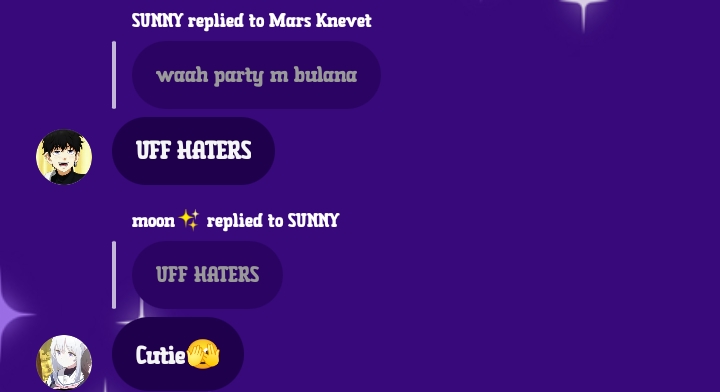 SUNNY replied to Mars Knevet
waah party m bulana
UFF HATERS
moon✨ replied to SUNNY
UFF HATERS
Cutie🫣